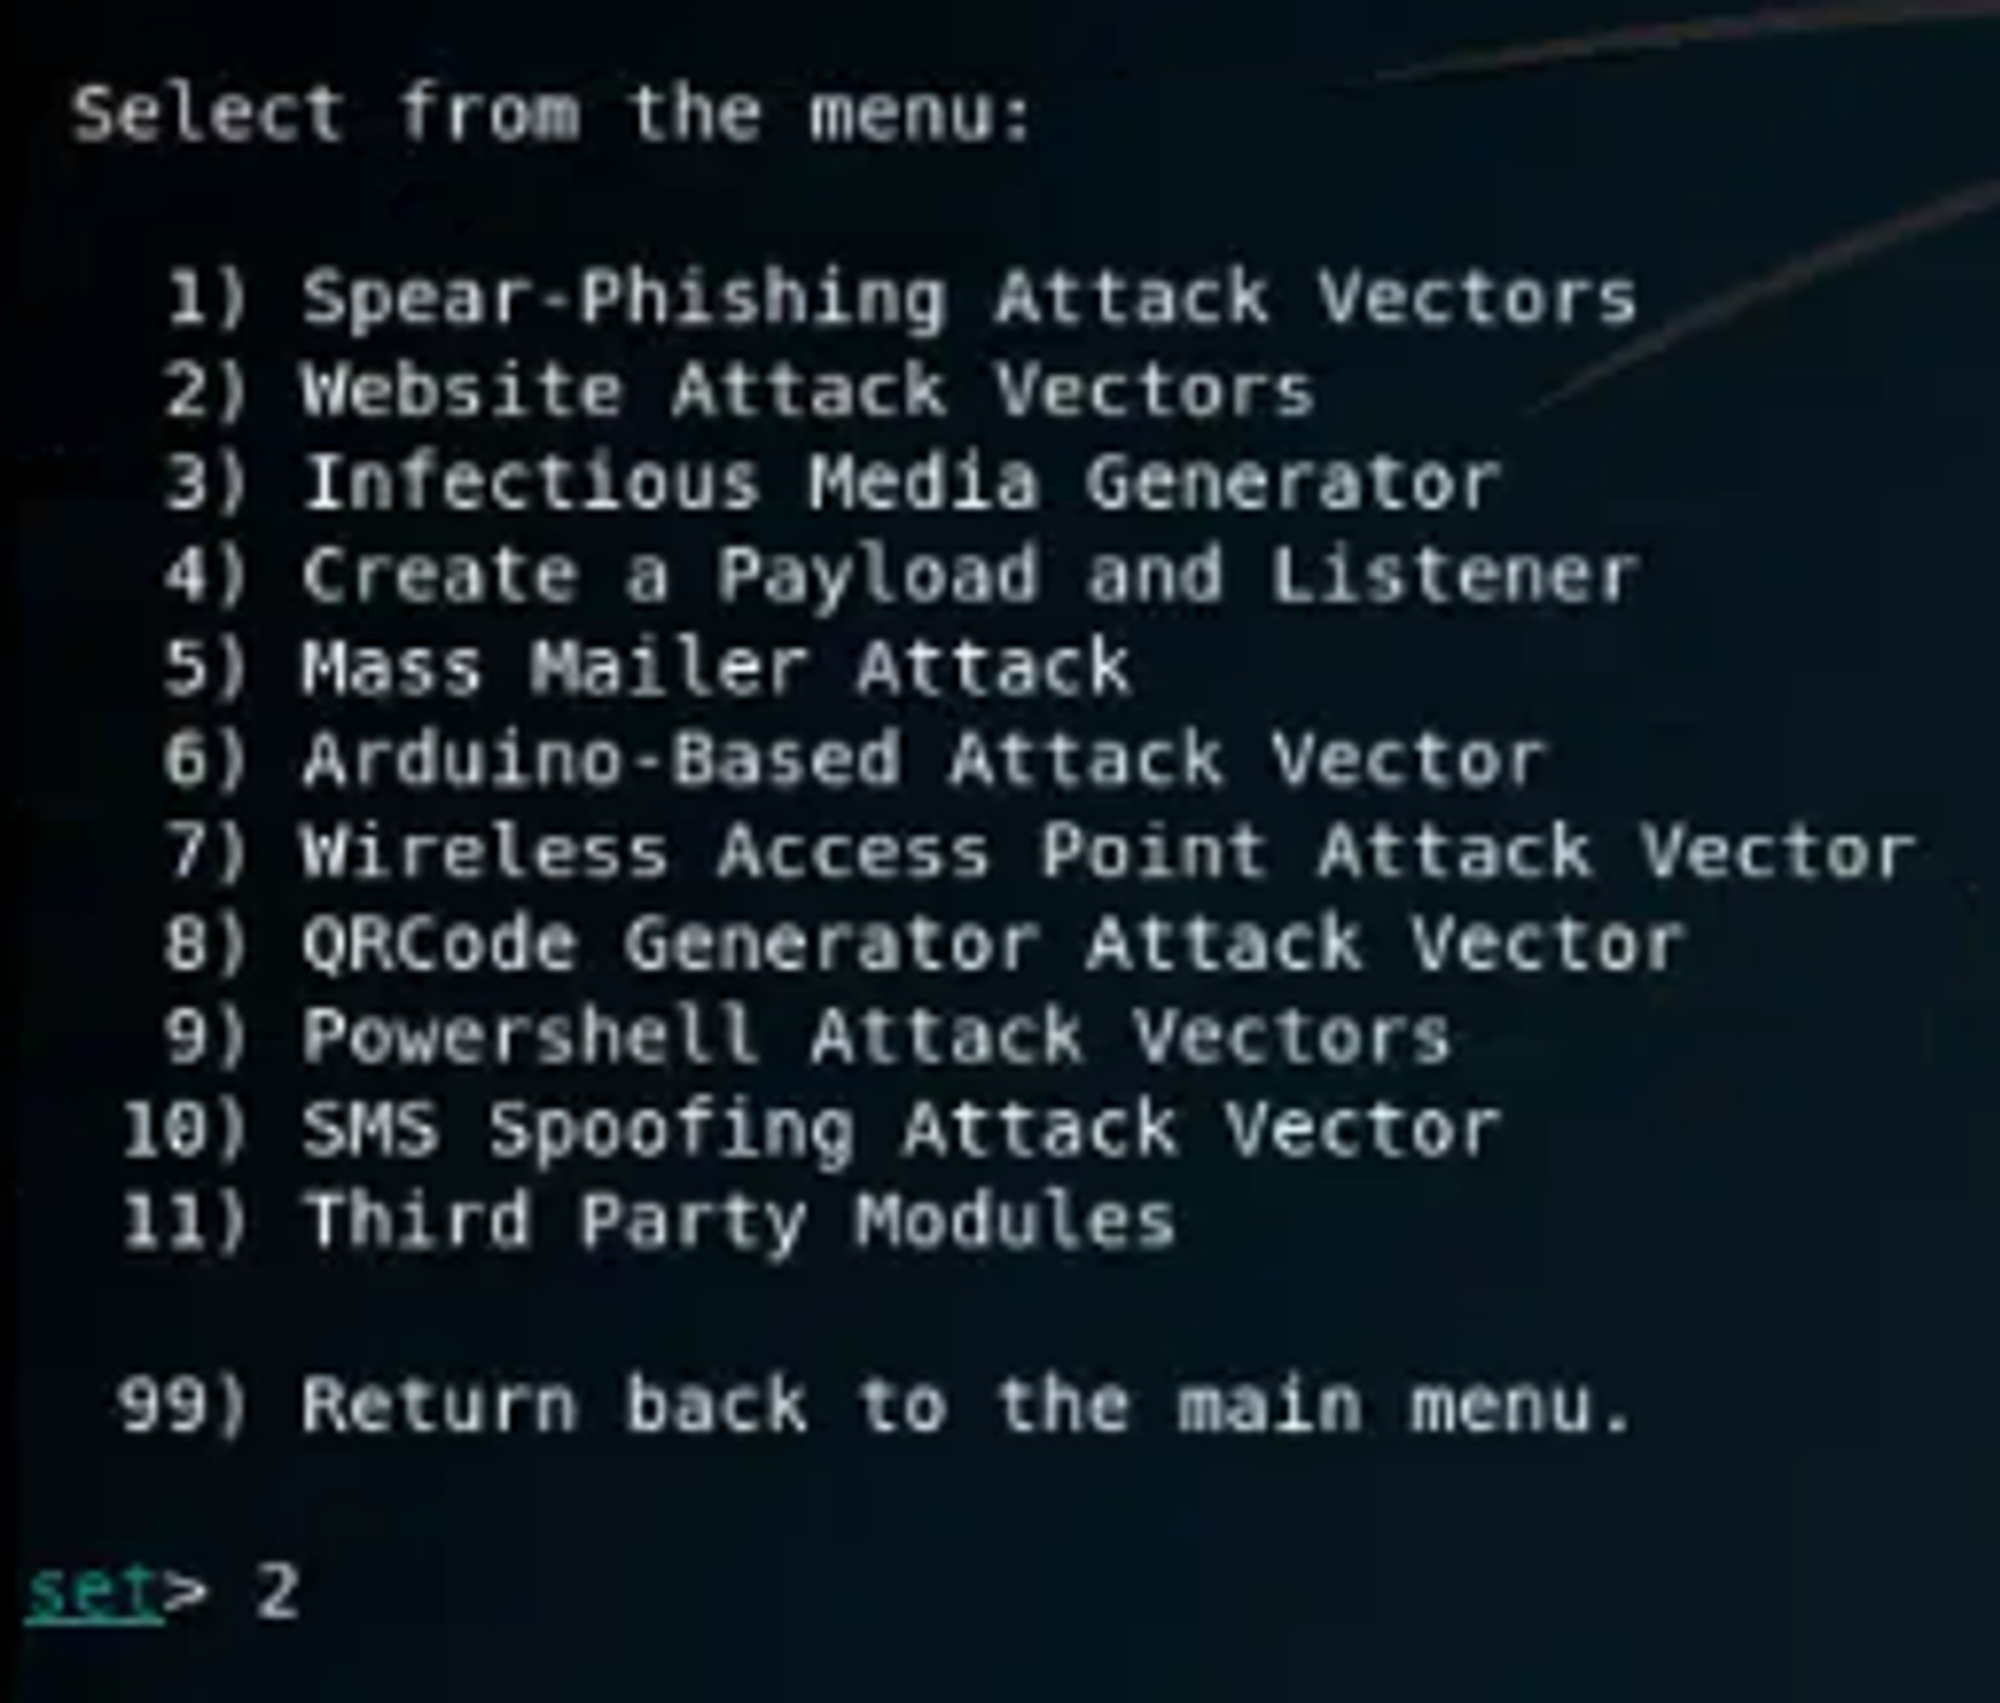 Select from the menu:
1) Spear-Phishing Attack Vectors
2) Website Attack Vectors
3) Infectious Media Generator
4) Create a Payload and Listener
5) Mass Mailer Attack
6) Arduino-Based Attack Vector
7) Wireless Access Point Attack Vector
8) QRCode Generator Attack Vector
9) Powershell Attack Vectors
10) SMS Spoofing Attack Vector
11) Third Party Modules
99) Return back to the main menu.
set> 2